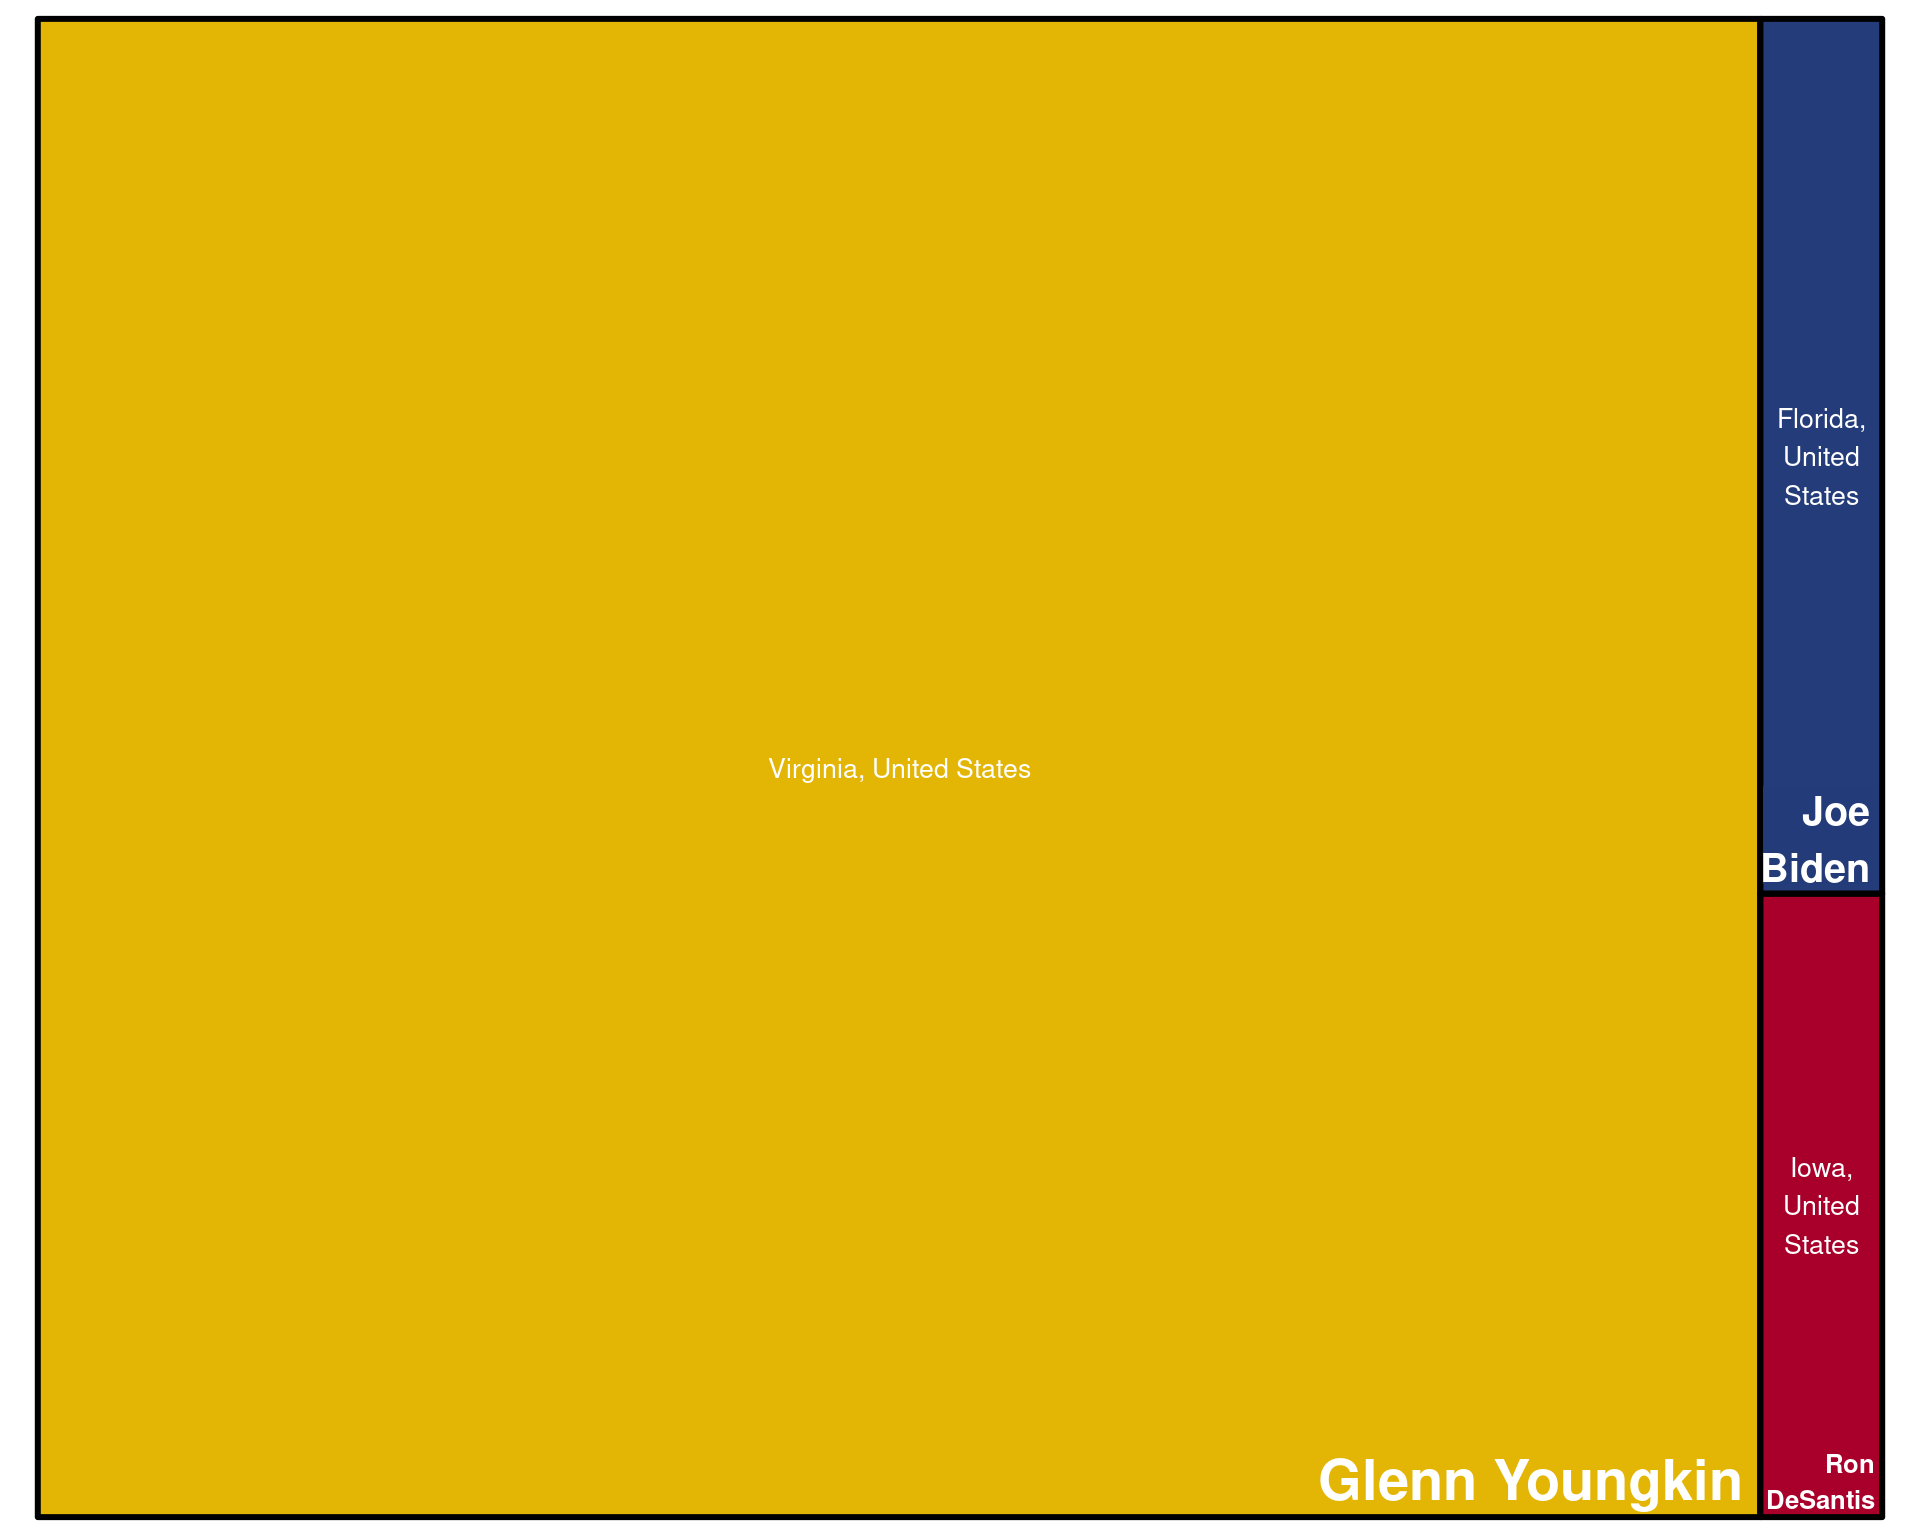 Virginia, United States
Glenn Youngkin
Florida,
United
States
Joe
Biden
Iowa,
United
States
Ron
DeSantis